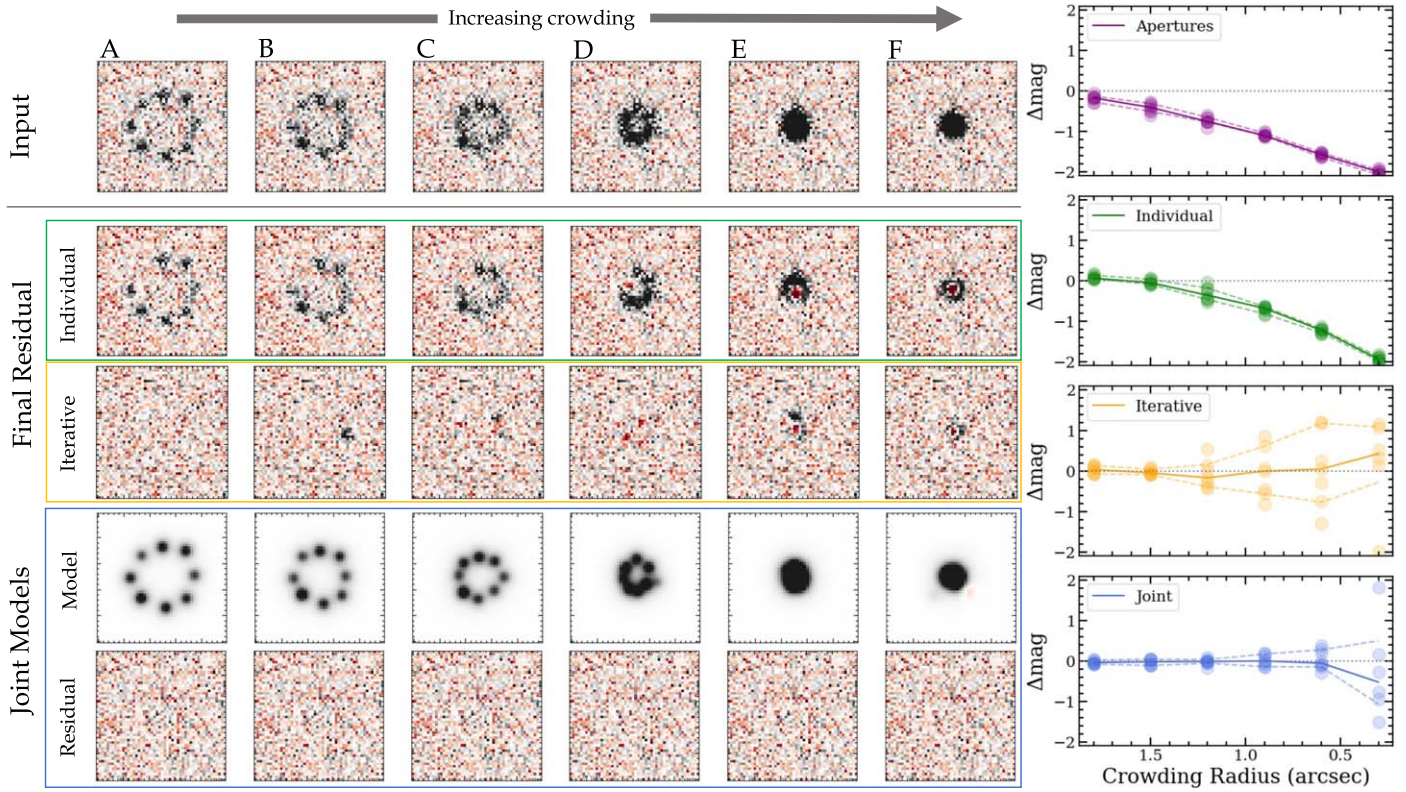 Increasing crowding
A B C D E F
Input
Final Residual
Individual
Iterative
Joint Models
Model
Residual
Apertures
Δmag
2
1
0
−1
−2
Individual
Δmag
2
1
0
−1
−2
Iterative
Δmag
2
1
0
−1
−2
Joint
Δmag
2
1
0
−1
−2
1.5 1.0 0.5
Crowding Radius (arcsec)